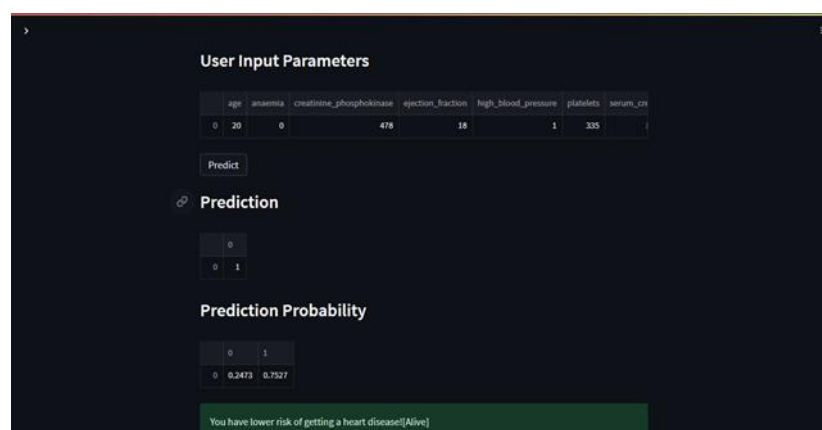 User Input Parameters
age anaemia creatinine_phosphokinase ejection_fraction high_blood_pressure platelets serum_cre
0 20 0 478 18 1 335
Predict
Prediction
0
0 1
Prediction Probability
0 1
0 0.2473 0.7527
You have lower risk of getting a heart disease![Alive]